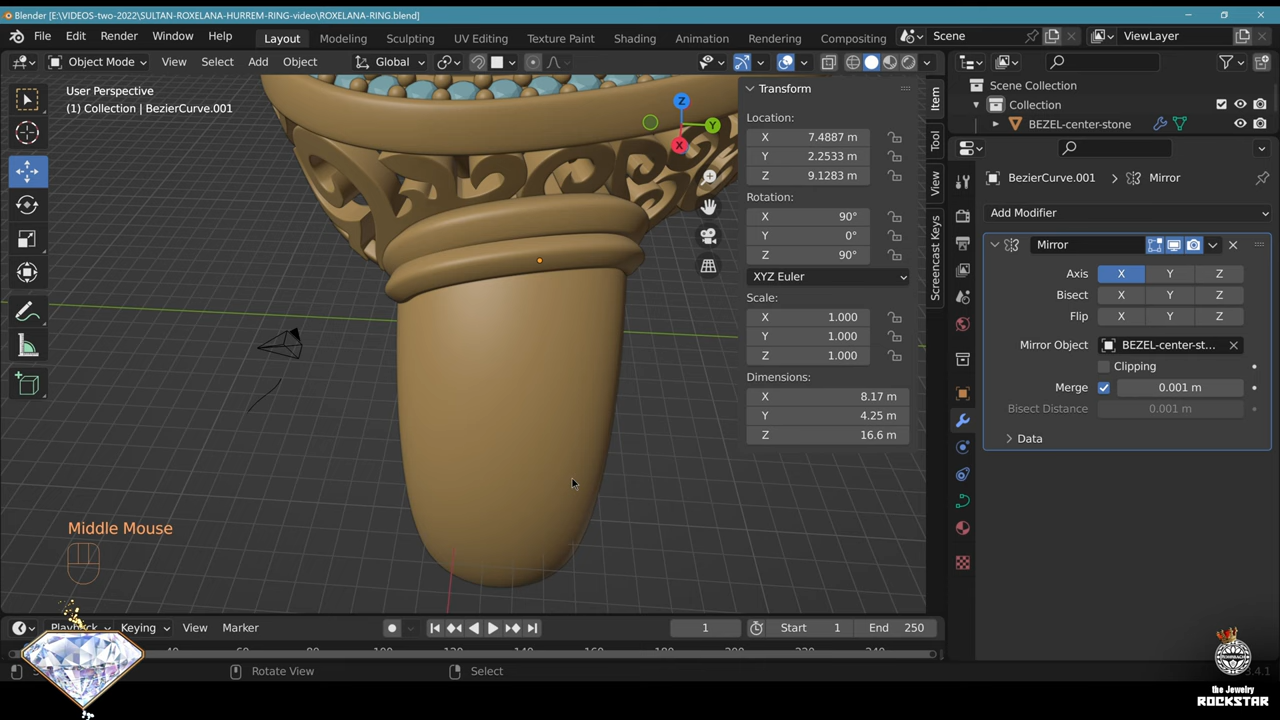 Blender [E:\VIDEOS-two-2022\SULTAN-ROXELANA-HURREM-RING-video\ROXELANA-RING.blend]
File Edit Render Window Help Layout Modeling Sculpting UV Editing Texture Paint Shading Animation Rendering Compositing Scene ViewLayer
Object Mode View Select Add Object Global
User Perspective
(1) Collection | BezierCurve.001
Z
Y
X
Transform
Location:
X 7.4887 m
Y 2.2533 m
Z 9.1283 m
Rotation:
X 90°
Y 0°
Z 90°
XYZ Euler
Scale:
X 1.000
Y 1.000
Z 1.000
Dimensions:
X 8.17 m
Y 4.25 m
Z 16.6 m
Item
Tool
View
Screencast Keys
Scene Collection
Collection
BEZEL-center-stone
BezierCurve.001 Mirror
Add Modifier
Mirror
Axis X Y Z
Bisect X Y Z
Flip X Y Z
Mirror Object BEZEL-center-st...
Clipping
Merge 0.001 m
Bisect Distance 0.001 m
Data
Middle Mouse
Playback Keying View Marker 1 Start 1 End 250
Rotate View Select
the Jewelry
ROCKSTAR